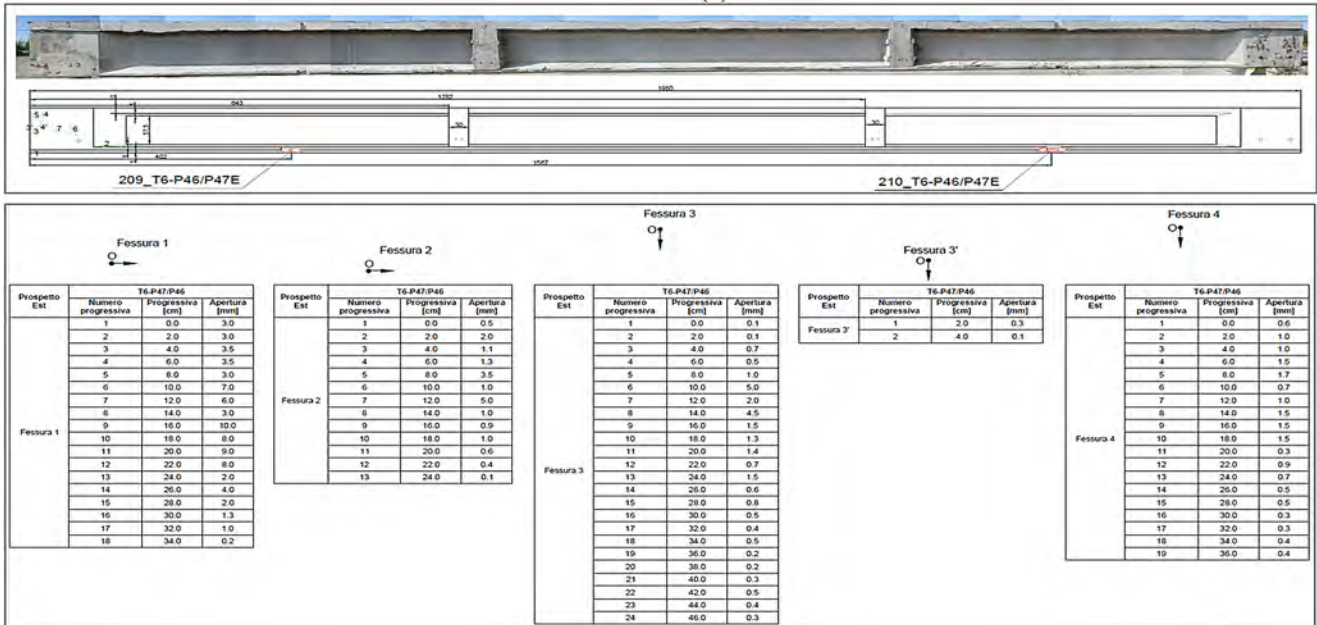 1960
1282
643
30
30
515
5 4
3 4' 7 6
2
402
1567
209_T6-P46/P47E
210_T6-P46/P47E
Fessura 1
O
Prospetto Est T6-P47/P46
Numero progressiva Progressiva [cm] Apertura [mm]
Fessura 1
1 0.0 3.0
2 2.0 3.0
3 4.0 3.5
4 6.0 3.5
5 8.0 3.0
6 10.0 7.0
7 12.0 6.0
8 14.0 3.0
9 16.0 10.0
10 18.0 8.0
11 20.0 9.0
12 22.0 8.0
13 24.0 2.0
14 26.0 4.0
15 28.0 2.0
16 30.0 1.3
17 32.0 1.0
18 34.0 0.2
Fessura 2
O
Prospetto Est T6-P47/P46
Numero progressiva Progressiva [cm] Apertura [mm]
Fessura 2
1 0.0 0.5
2 2.0 2.0
3 4.0 1.1
4 6.0 1.3
5 8.0 3.5
6 10.0 1.0
7 12.0 5.0
8 14.0 1.0
9 16.0 0.9
10 18.0 1.0
11 20.0 0.6
12 22.0 0.4
13 24.0 0.1
Fessura 3
O
Prospetto Est T6-P47/P46
Numero progressiva Progressiva [cm] Apertura [mm]
Fessura 3
1 0.0 0.1
2 2.0 0.1
3 4.0 0.7
4 6.0 0.5
5 8.0 1.0
6 10.0 5.0
7 12.0 2.0
8 14.0 4.5
9 16.0 1.5
10 18.0 1.3
11 20.0 1.4
12 22.0 0.7
13 24.0 1.5
14 26.0 0.6
15 28.0 0.8
16 30.0 0.5
17 32.0 0.4
18 34.0 0.5
19 36.0 0.2
20 38.0 0.2
21 40.0 0.3
22 42.0 0.5
23 44.0 0.4
24 46.0 0.3
Fessura 3'
O
Prospetto Est T6-P47/P46
Numero progressiva Progressiva [cm] Apertura [mm]
Fessura 3'
1 2.0 0.3
2 4.0 0.1
Fessura 4
O
Prospetto Est T6-P47/P46
Numero progressiva Progressiva [cm] Apertura [mm]
Fessura 4
1 0.0 0.6
2 2.0 1.0
3 4.0 1.0
4 6.0 1.5
5 8.0 1.7
6 10.0 0.7
7 12.0 1.0
8 14.0 1.5
9 16.0 1.5
10 18.0 1.5
11 20.0 0.3
12 22.0 0.9
13 24.0 0.7
14 26.0 0.5
15 28.0 0.5
16 30.0 0.3
17 32.0 0.3
18 34.0 0.4
19 36.0 0.4